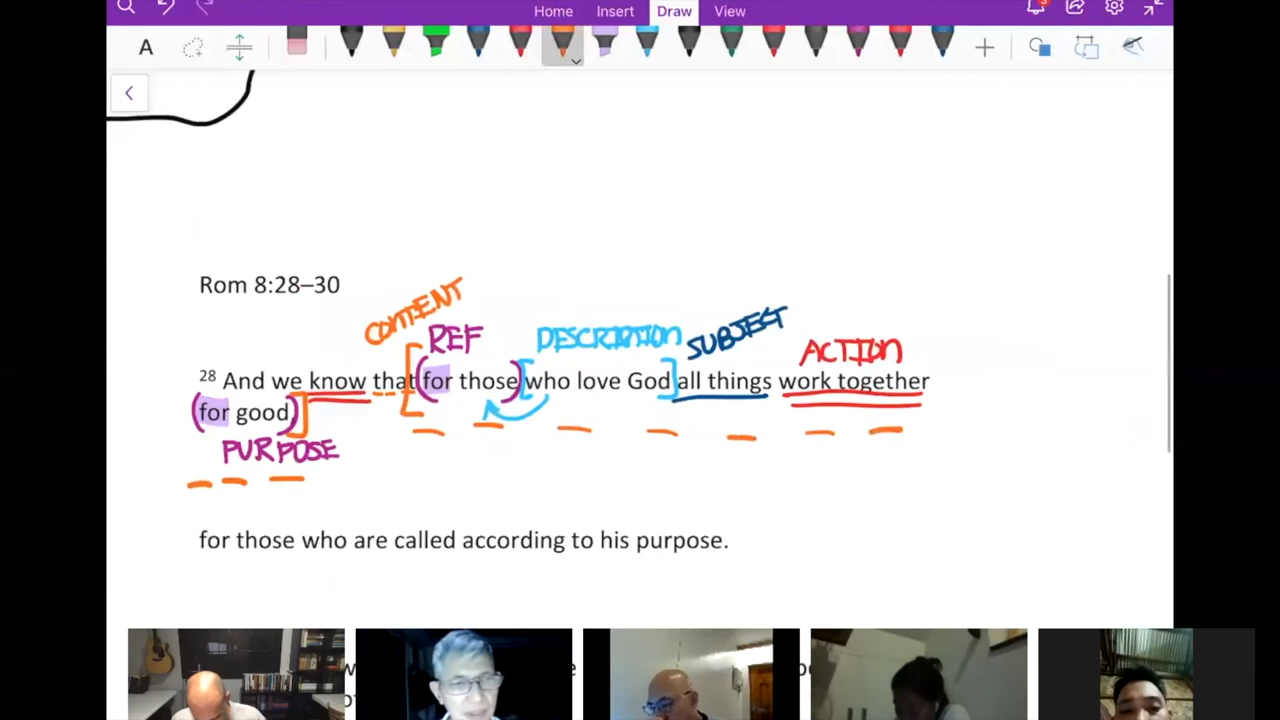 Home Insert Draw View
A
Rom 8:28–30
CONTENT
REF DESCRIPTION SUBJECT ACTION
28 And we know that for those who love God all things work together
for good.
PURPOSE
for those who are called according to his purpose.